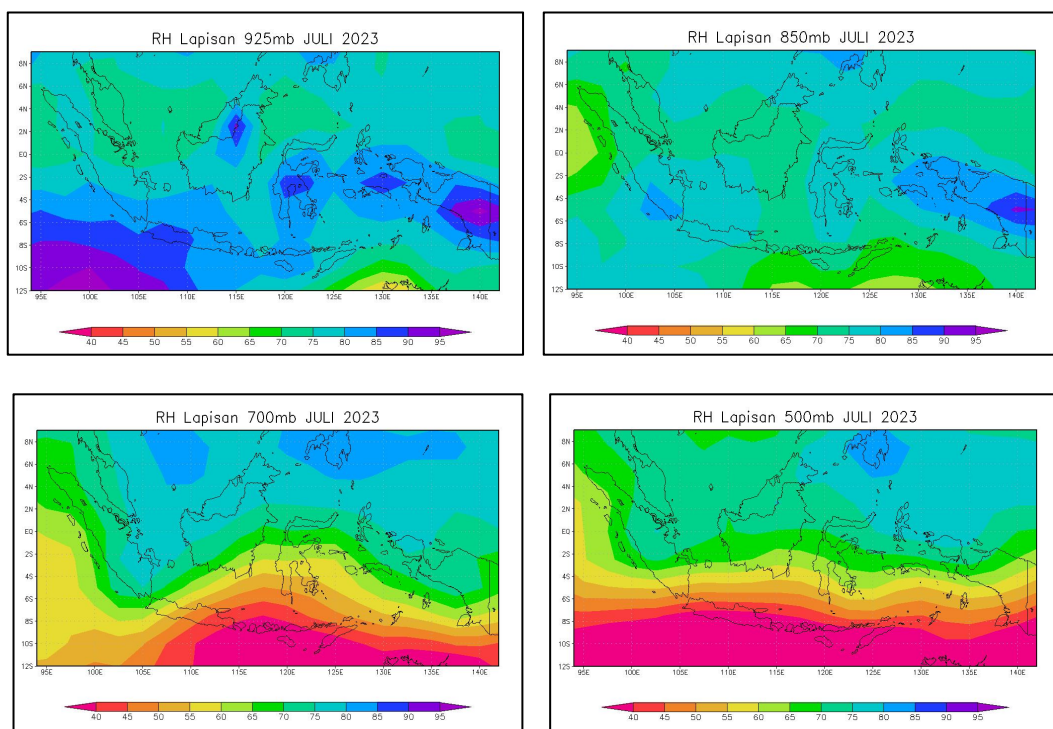 RH Lapisan 925mb JULI 2023
8N
6N
4N
2N
EQ
2S
4S
6S
8S
10S
12S
95E 100E 105E 110E 115E 120E 125E 130E 135E 140E
40 45 50 55 60 65 70 75 80 85 90 95
RH Lapisan 850mb JULI 2023
8N
6N
4N
2N
EQ
2S
4S
6S
8S
10S
12S
95E 100E 105E 110E 115E 120E 125E 130E 135E 140E
40 45 50 55 60 65 70 75 80 85 90 95
RH Lapisan 700mb JULI 2023
8N
6N
4N
2N
EQ
2S
4S
6S
8S
10S
12S
95E 100E 105E 110E 115E 120E 125E 130E 135E 140E
40 45 50 55 60 65 70 75 80 85 90 95
RH Lapisan 500mb JULI 2023
8N
6N
4N
2N
EQ
2S
4S
6S
8S
10S
12S
95E 100E 105E 110E 115E 120E 125E 130E 135E 140E
40 45 50 55 60 65 70 75 80 85 90 95